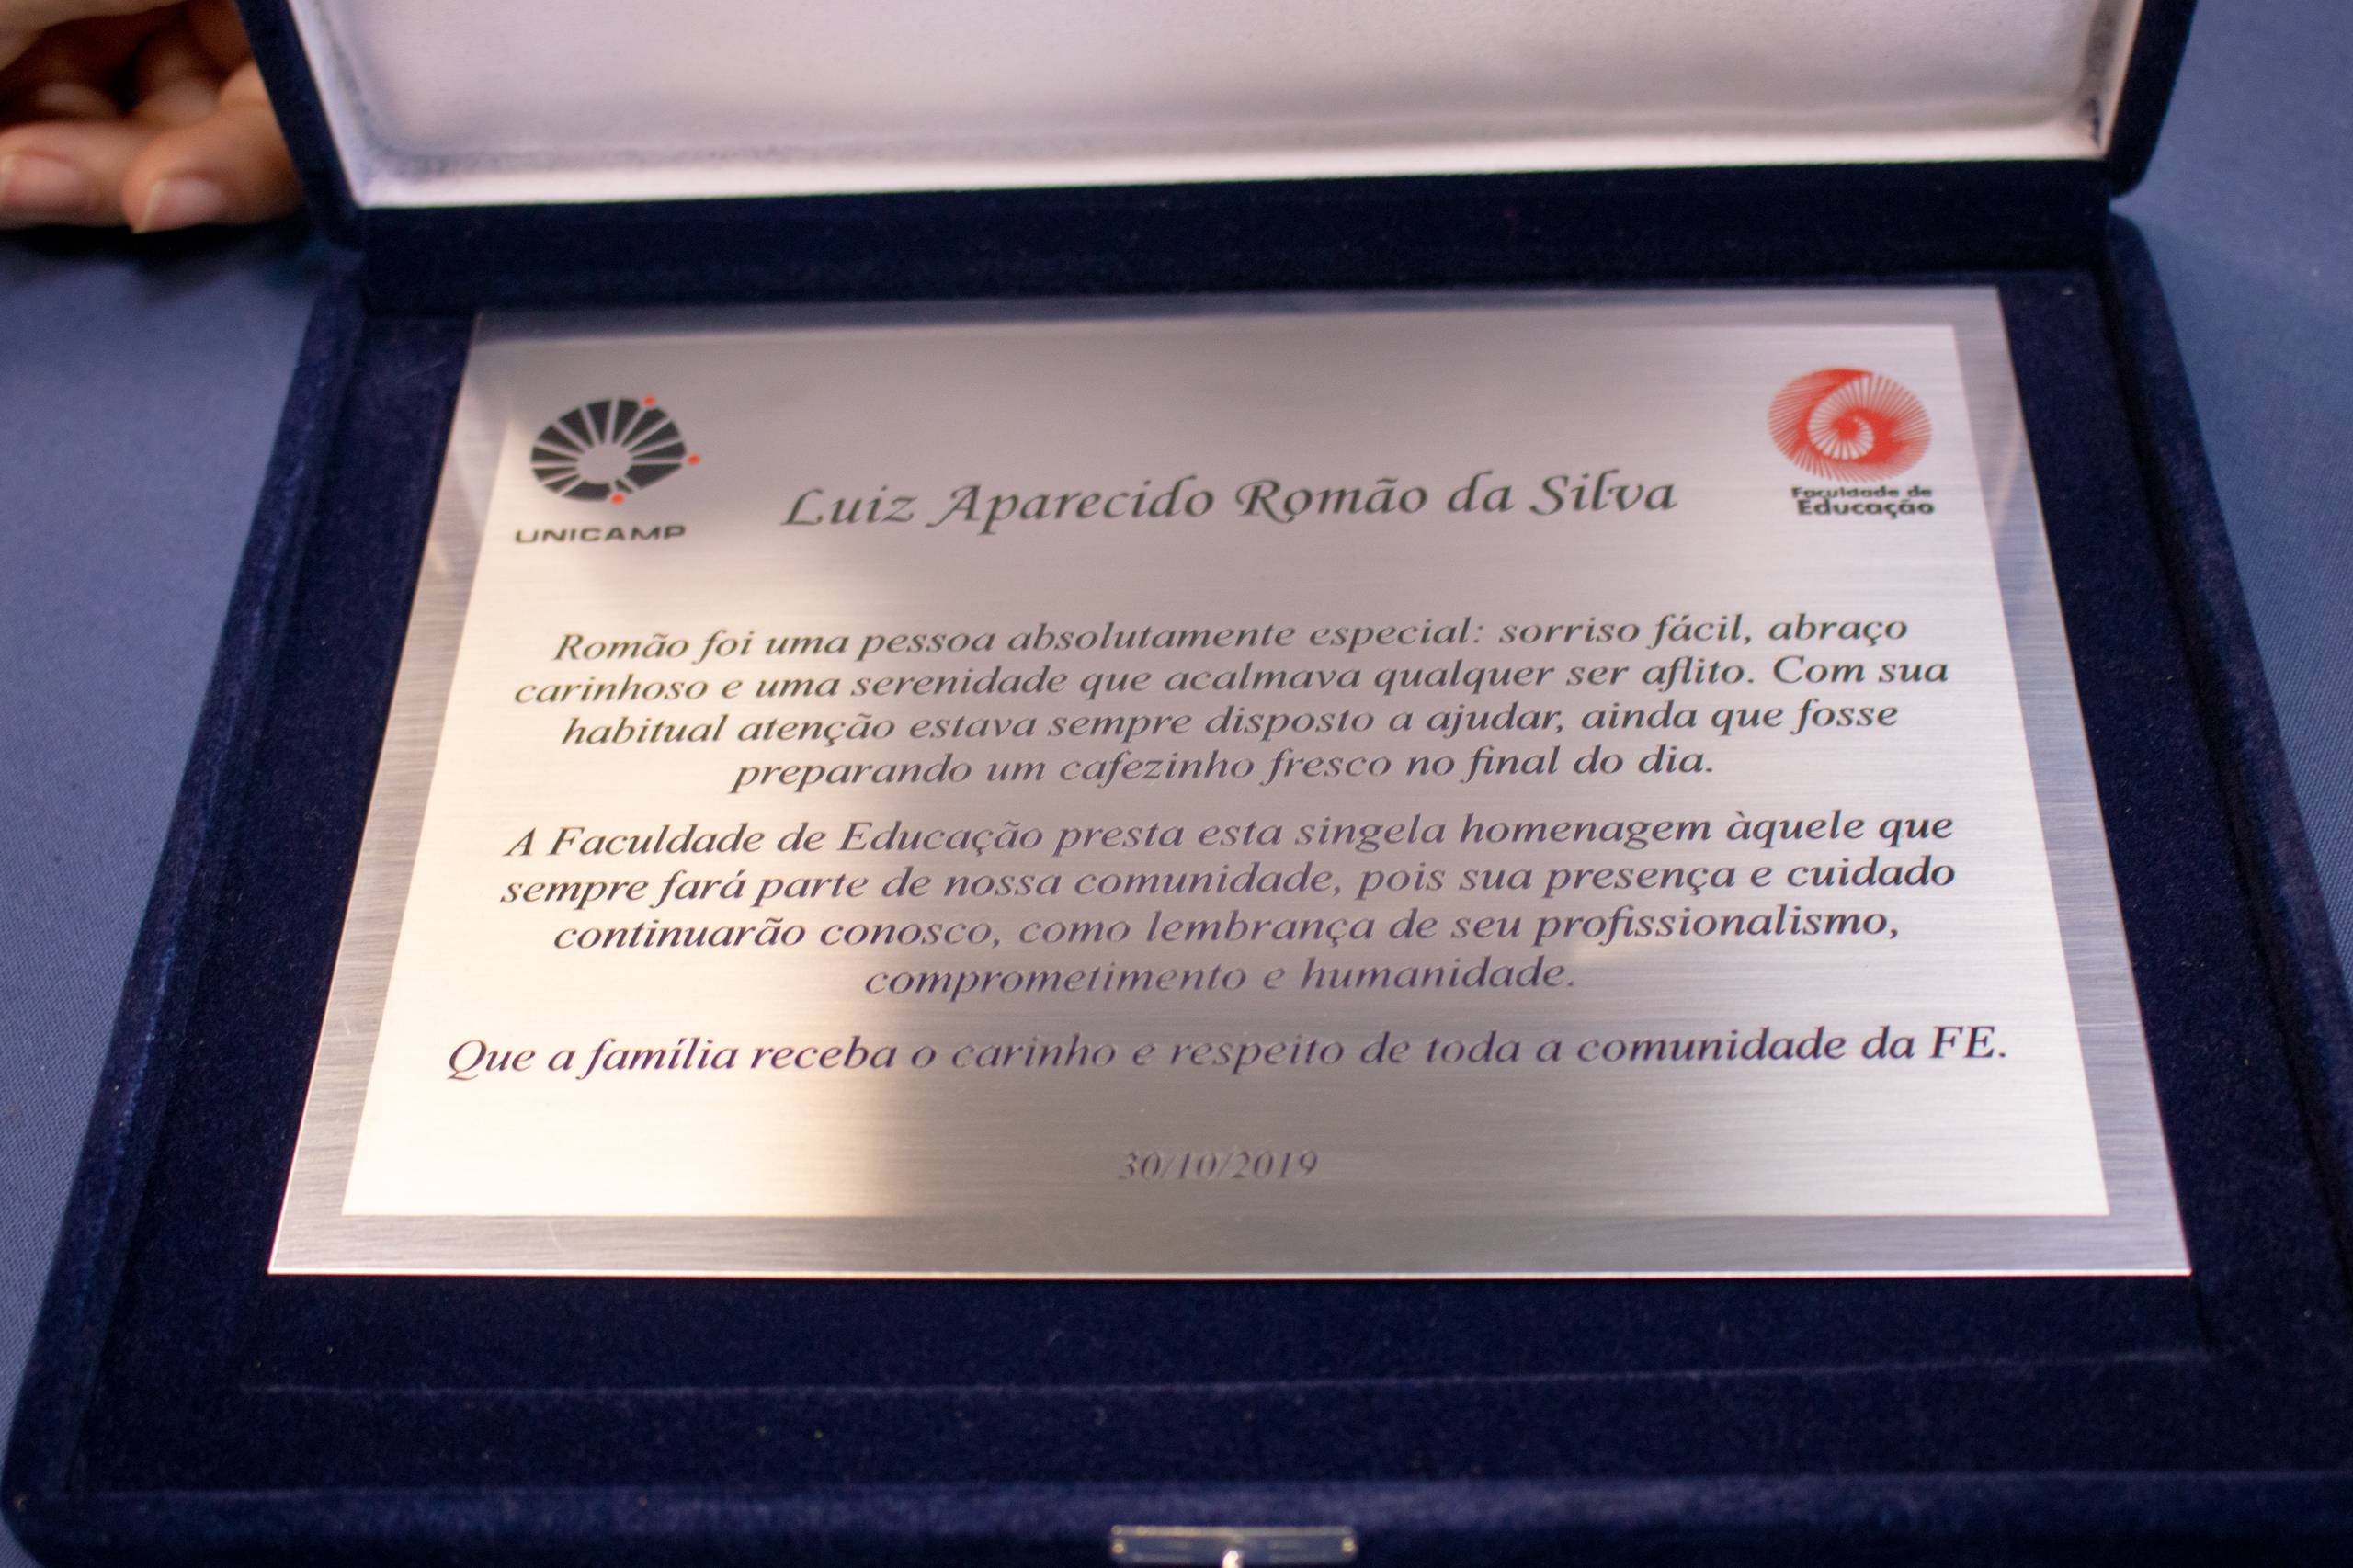 UNICAMP
Luiz Aparecido Romão da Silva
Faculdade de
Educação
Romão foi uma pessoa absolutamente especial: sorriso fácil, abraço
carinhoso e uma serenidade que acalmava qualquer ser aflito. Com sua
habitual atenção estava sempre disposto a ajudar, ainda que fosse
preparando um cafezinho fresco no final do dia.
A Faculdade de Educação presta esta singela homenagem àquele que
sempre fará parte de nossa comunidade, pois sua presença e cuidado
continuarão conosco, como lembrança de seu profissionalismo,
comprometimento e humanidade.
Que a família receba o carinho e respeito de toda a comunidade da FE.
30/10/2019